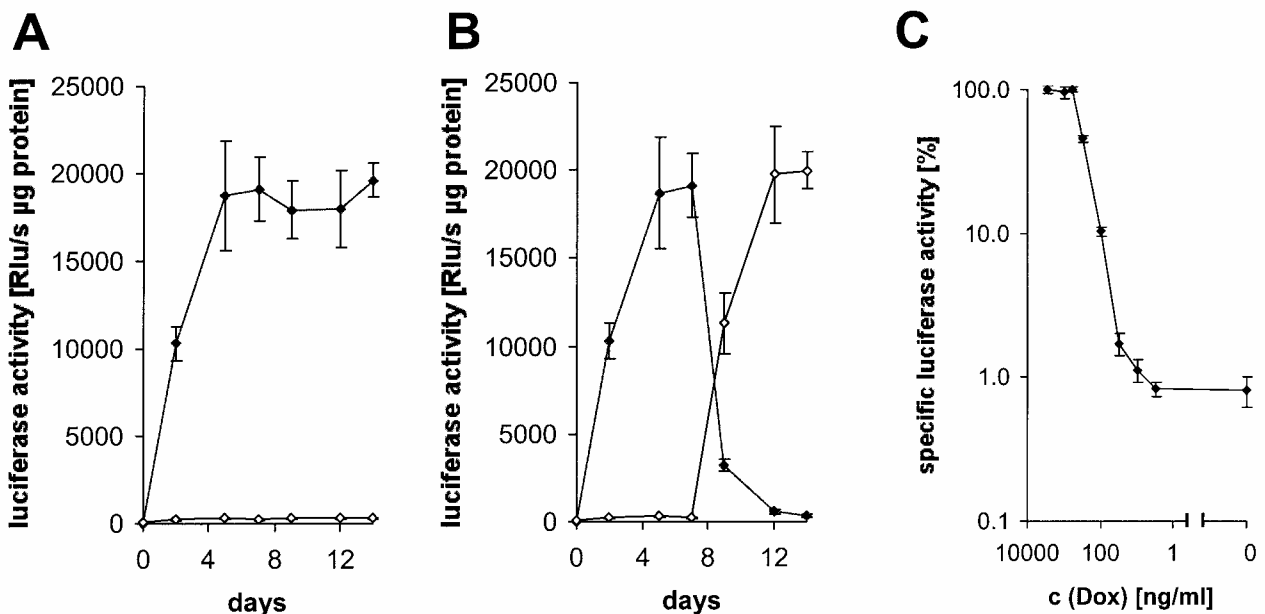 A
luciferase activity [Rlu/s µg protein]
25000
20000
15000
10000
5000
0
0 4 8 12
days
B
luciferase activity [Rlu/s µg protein]
25000
20000
15000
10000
5000
0
0 4 8 12
days
C
specific luciferase activity [%]
100.0
10.0
1.0
0.1
10000 100 1 0
c (Dox) [ng/ml]